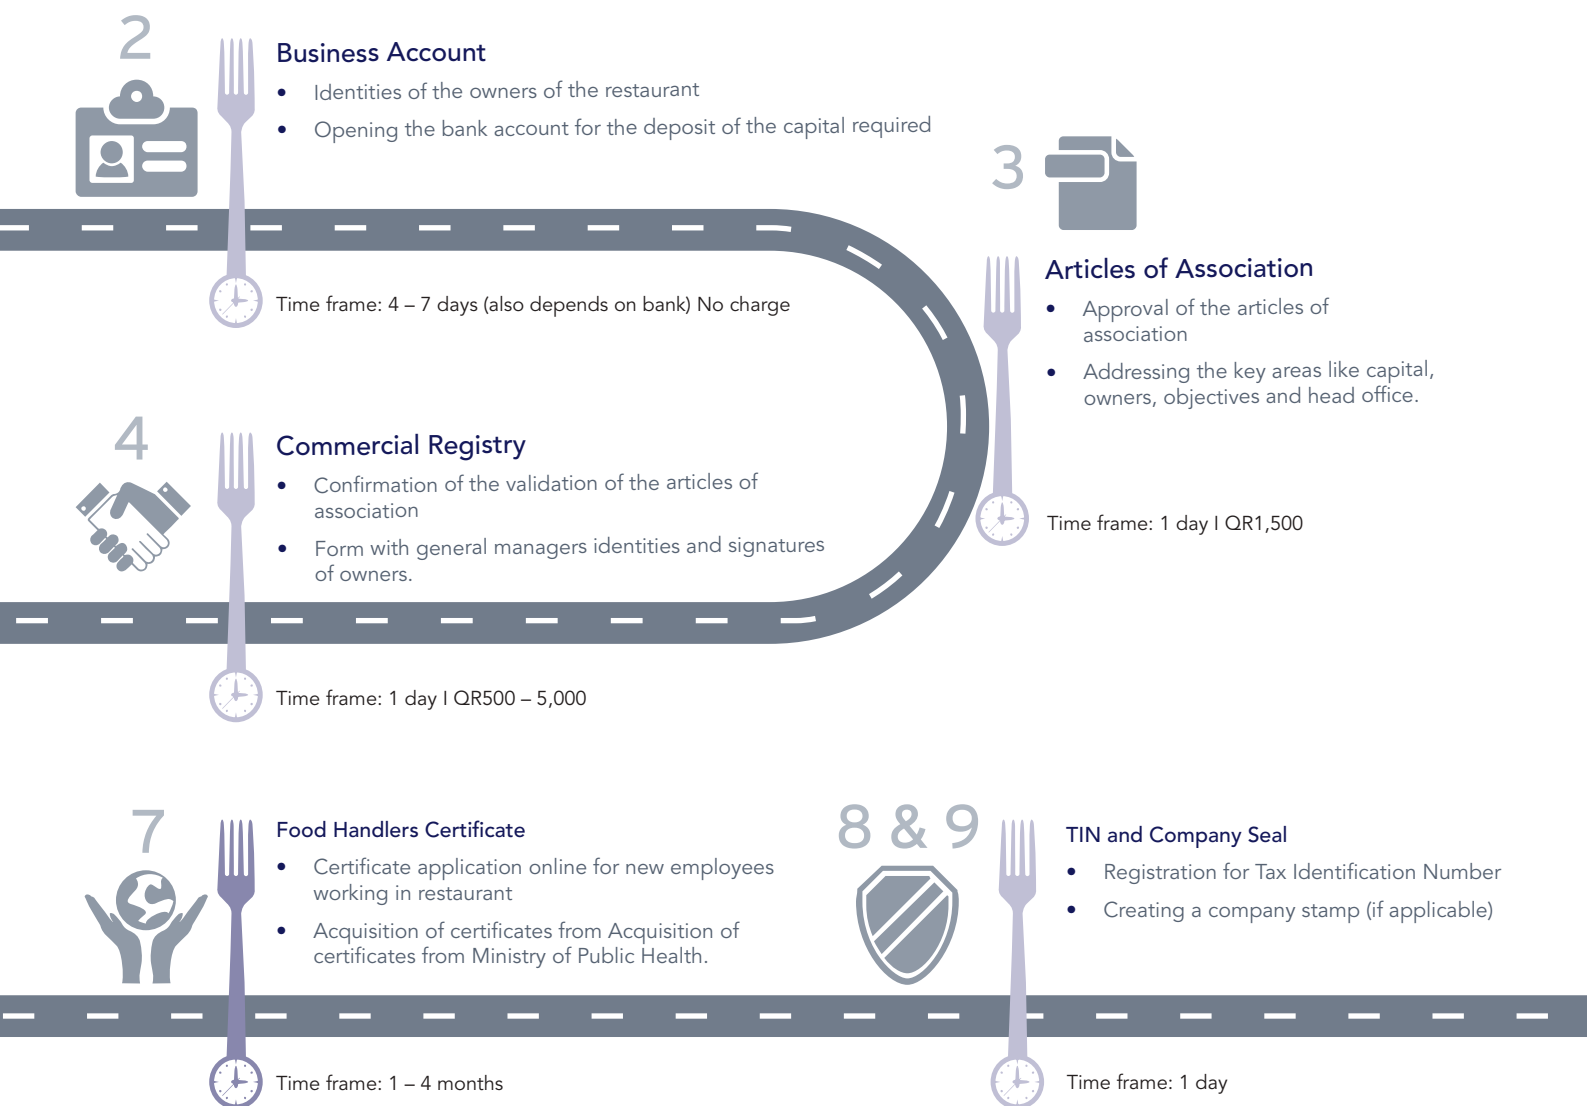 2
Business Account
• Identities of the owners of the restaurant
• Opening the bank account for the deposit of the capital required
Time frame: 4 – 7 days (also depends on bank) No charge
3
Articles of Association
• Approval of the articles of
association
• Addressing the key areas like capital,
owners, objectives and head office.
Time frame: 1 day I QR1,500
4
Commercial Registry
• Confirmation of the validation of the articles of
association
• Form with general managers identities and signatures
of owners.
Time frame: 1 day I QR500 – 5,000
7
Food Handlers Certificate
• Certificate application online for new employees
working in restaurant
• Acquisition of certificates from Acquisition of
certificates from Ministry of Public Health.
Time frame: 1 – 4 months
8 & 9
TIN and Company Seal
• Registration for Tax Identification Number
• Creating a company stamp (if applicable)
Time frame: 1 day